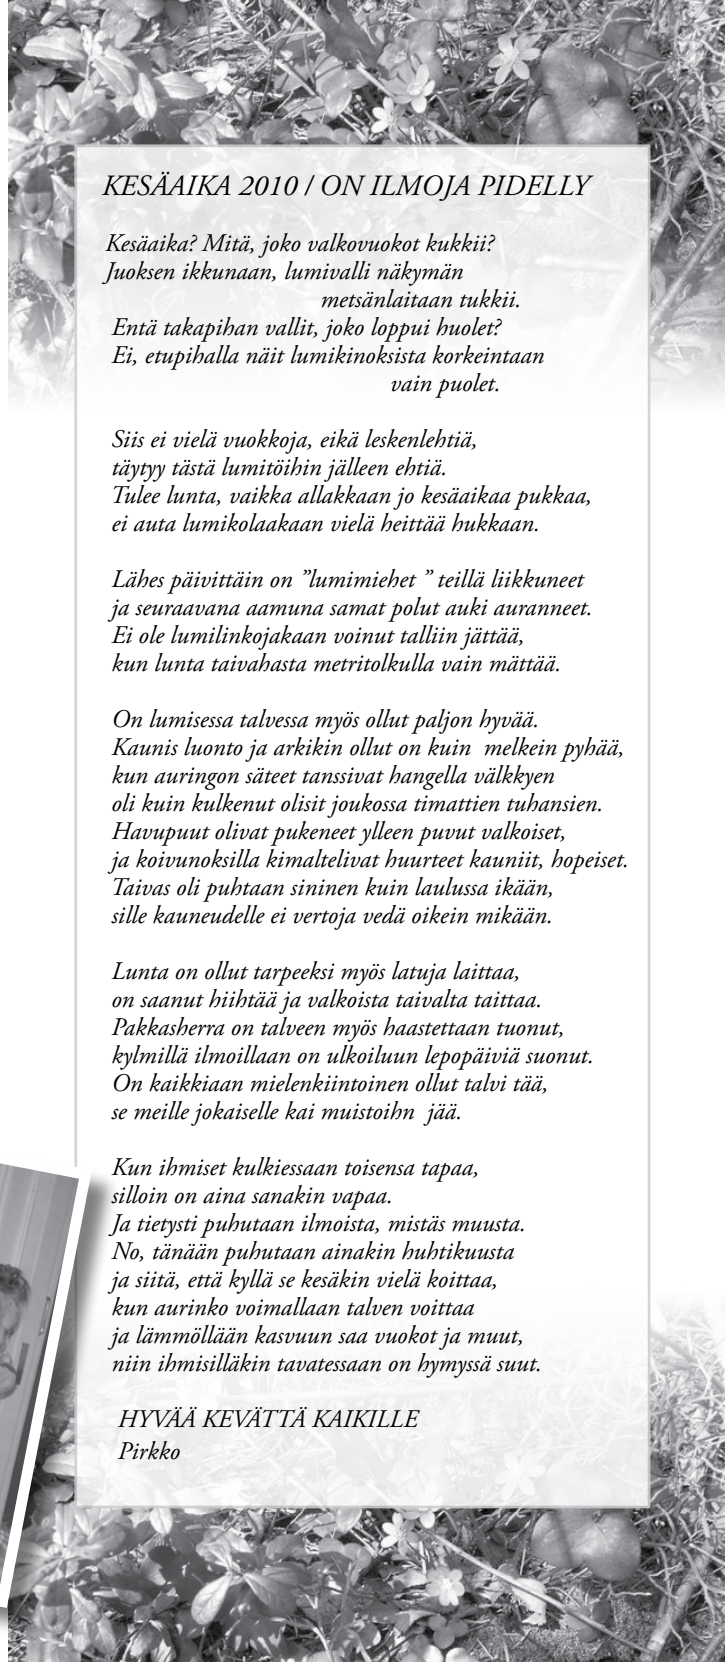 KESÄAIKA 2010 / ON ILMOJA PIDELLY

Kesäaika? Mitä, joko valkovuokot kukkii?
Juoksen ikkunaan, lumivalli näkymän
metsänlaitaan tukkii.
Entä takapihan vallit, joko loppui huolet?
Ei, etupihalla näit lumikinoksista korkeintaan
vain puolet.

Siis ei vielä vuokkoja, eikä leskenlehtiä,
täytyy tästä lumitöihin jälleen ehtiä.
Tulee lunta, vaikka allakkaan jo kesäaikaa pukkaa,
ei auta lumikolaakaan vielä heittää hukkaan.

Lähes päivittäin on ”lumimiehet ” teillä liikkuneet
ja seuraavana aamuna samat polut auki auranneet.
Ei ole lumilinkojakaan voinut talliin jättää,
kun lunta taivahasta metritolkulla vain mättää.

On lumisessa talvessa myös ollut paljon hyvää.
Kaunis luonto ja arkikin ollut on kuin melkein pyhää,
kun auringon säteet tanssivat hangella välkkyen
oli kuin kulkenut olisit joukossa timattien tuhansien.
Havupuut olivat pukeneet ylleen puvut valkoiset,
ja koivunoksilla kimaltelivat huurteet kauniit, hopeiset.
Taivas oli puhtaan sininen kuin laulussa ikään,
sille kauneudelle ei vertoja vedä oikein mikään.

Lunta on ollut tarpeeksi myös latuja laittaa,
on saanut hiihtää ja valkoista taivalta taittaa.
Pakkasherra on talveen myös haastettaan tuonut,
kylmillä ilmoillaan on ulkoiluun lepopäiviä suonut.
On kaikkiaan mielenkiintoinen ollut talvi tää,
se meille jokaiselle kai muistoihn jää.

Kun ihmiset kulkiessaan toisensa tapaa,
silloin on aina sanakin vapaa.
Ja tietysti puhutaan ilmoista, mistäs muusta.
No, tänään puhutaan ainakin huhtikuusta
ja siitä, että kyllä se kesäkin vielä koittaa,
kun aurinko voimallaan talven voittaa
ja lämmöllään kasvuun saa vuokot ja muut,
niin ihmisilläkin tavatessaan on hymyssä suut.

HYVÄÄ KEVÄTTÄ KAIKILLE
Pirkko